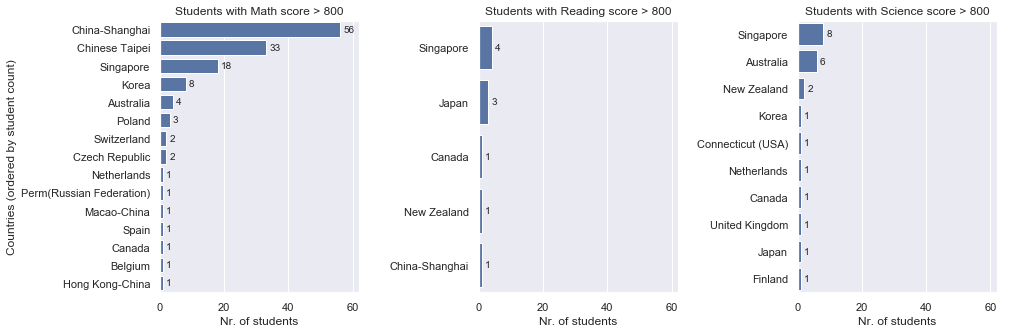 Students with Math score > 800
Countries (ordered by student count)
China-Shanghai 56
Chinese Taipei 33
Singapore 18
Korea 8
Australia 4
Poland 3
Switzerland 2
Czech Republic 2
Netherlands 1
Perm(Russian Federation) 1
Macao-China 1
Spain 1
Canada 1
Belgium 1
Hong Kong-China 1
0 20 40 60
Nr. of students
Students with Reading score > 800
Singapore 4
Japan 3
Canada 1
New Zealand 1
China-Shanghai 1
0 20 40 60
Nr. of students
Students with Science score > 800
Singapore 8
Australia 6
New Zealand 2
Korea 1
Connecticut (USA) 1
Netherlands 1
Canada 1
United Kingdom 1
Japan 1
Finland 1
0 20 40 60
Nr. of students